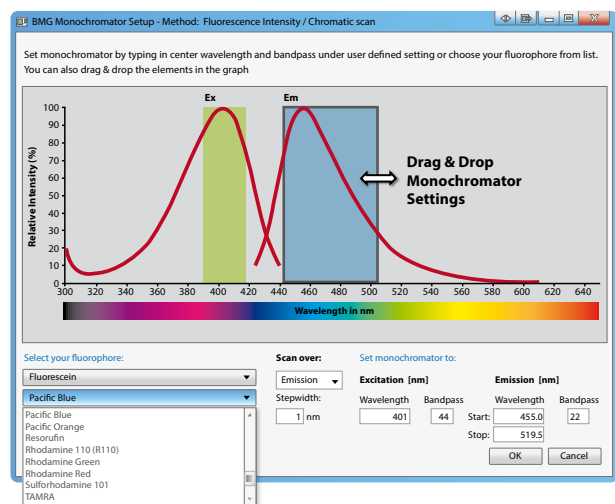 BMG Monochromator Setup - Method: Fluorescence Intensity / Chromatic scan
Set monochromator by typing in center wavelength and bandpass under user defined setting or choose your fluorophore from list.
You can also drag & drop the elements in the graph
Ex Em
100
90
80
70
60
50
40
30
20
10
0
Relative Intensity (%)
Drag & Drop
Monochromator
Settings
300 320 340 360 380 400 420 440 460 480 500 520 540 560 580 600 620 640
Wavelength in nm
Select your fluorophore: Scan over: Set monochromator to:
Fluorescein Emission Excitation [nm] Emission [nm]
Pacific Blue Stepwidth: Wavelength Bandpass Wavelength Bandpass
Pacific Blue 1 nm 401 44 Start: 455.0 22
Pacific Orange Stop: 519.5
Resorufin
Rhodamine 110 (R110) OK Cancel
Rhodamine Green
Rhodamine Red
Sulforhodamine 101
TAMRA